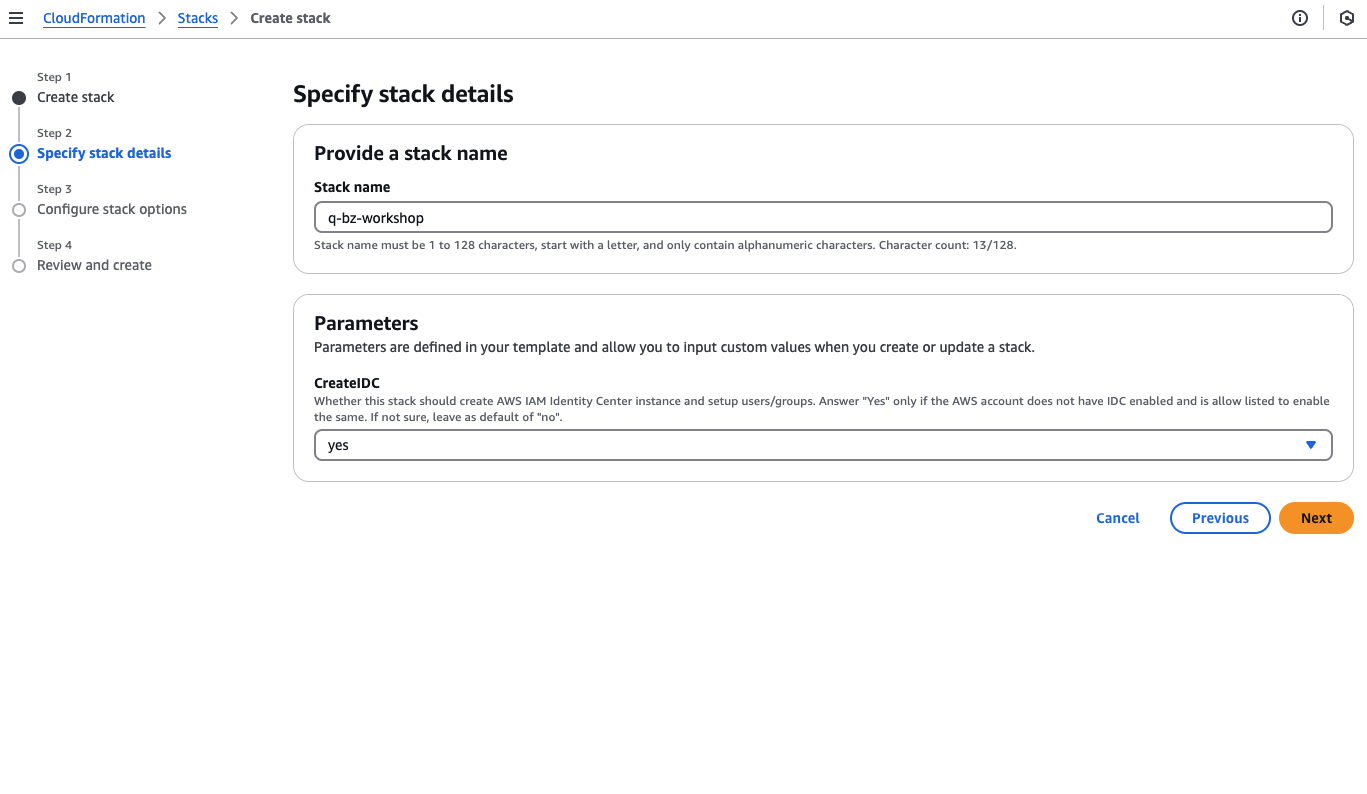 CloudFormation
Stacks
Create stack
Step 1
Create stack
Step 2
Specify stack details
Step 3
Configure stack options
Step 4
Review and create
Specify stack details
Provide a stack name
Stack name
q-bz-workshop
Stack name must be 1 to 128 characters, start with a letter, and only contain alphanumeric characters. Character count: 13/128.
Parameters
Parameters are defined in your template and allow you to input custom values when you create or update a stack.
CreateIDC
Whether this stack should create AWS IAM Identity Center instance and setup users/groups. Answer "Yes" only if the AWS account does not have IDC enabled and is allow listed to enable
the same. If not sure, leave as default of "no".
yes
Cancel
Previous
Next